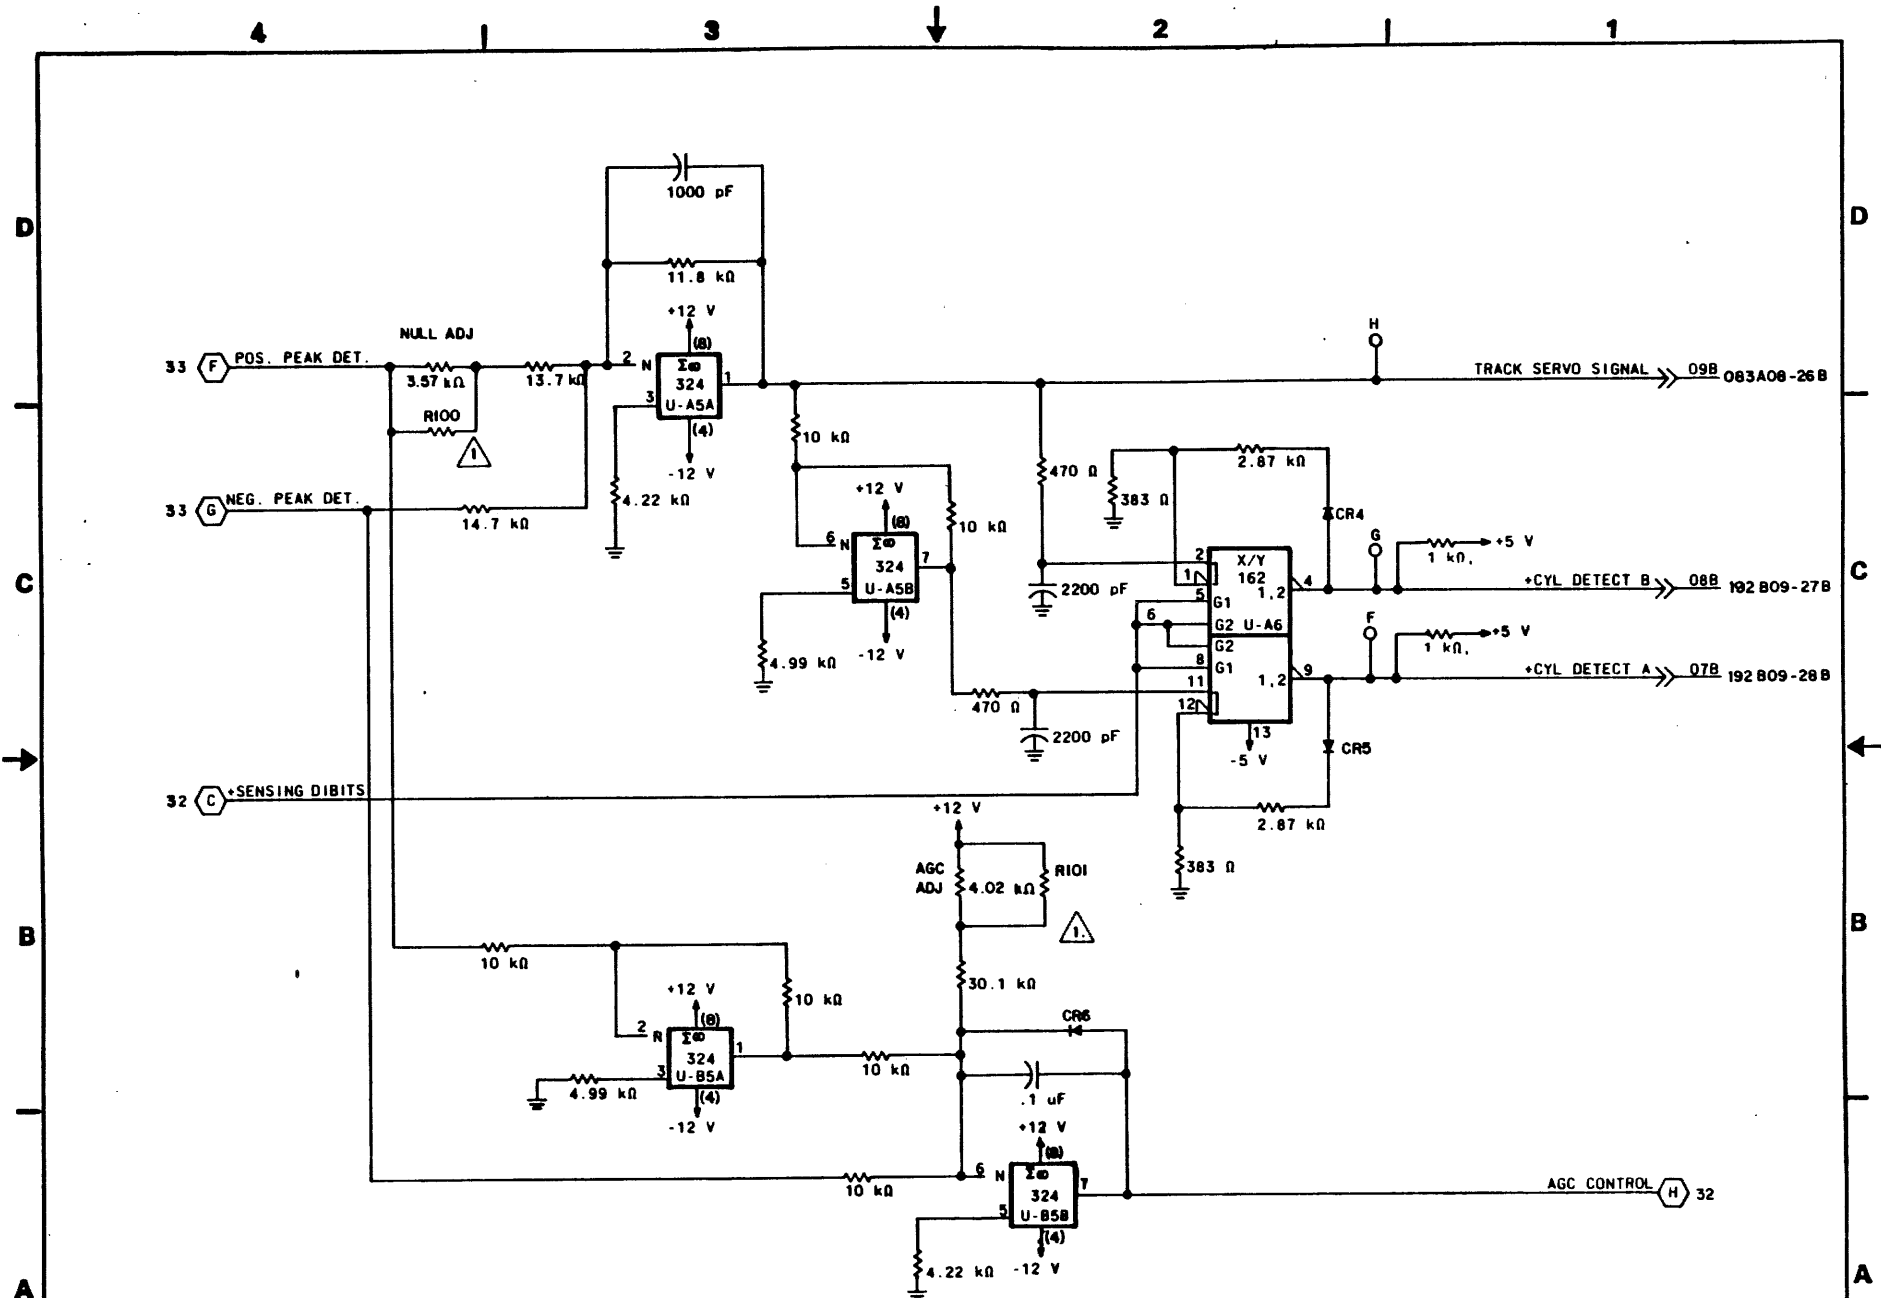 4 3 2 1
D D
1000 pF
11.8 kΩ
+12 V
NULL ADJ
(8)
H
33 F POS. PEAK DET.
2 N Σ∞
3.57 kΩ 13.7 kΩ
324 1
TRACK SERVO SIGNAL 09B 083A08-26B
3 U-A5A
R100
(4)
1
10 kΩ
-12 V
470 Ω
2.87 kΩ
33 G NEG. PEAK DET.
4.22 kΩ
+12 V
383 Ω
14.7 kΩ
CR4
(8)
10 kΩ
G
6 N Σ∞
1 kΩ, +5 V
C C
324 7
2 X/Y
1 162 4
+CYL DETECT B 08B 192B09-27B
5 U-A5B
2200 pF
5 G1 1,2
(4)
6 G2 U-A6
F
-12 V
G2
1 kΩ, +5 V
4.99 kΩ
8 G1
9
+CYL DETECT A 07B 192B09-28B
11 1,2
470 Ω
12
2200 pF
13
CR5
-5 V
32 C +SENSING DIBITS
+12 V
2.87 kΩ
AGC
ADJ 4.02 kΩ R101
383 Ω
B B
1.
10 kΩ
30.1 kΩ
+12 V
10 kΩ
(8)
CR6
2 N Σ∞
324 1
3 U-B5A
10 kΩ
4.99 kΩ
(4)
.1 uF
-12 V
+12 V
(8)
6 N Σ∞
10 kΩ
324 7
AGC CONTROL H 32
5 U-B5B
(4)
4.22 kΩ -12 V
A A